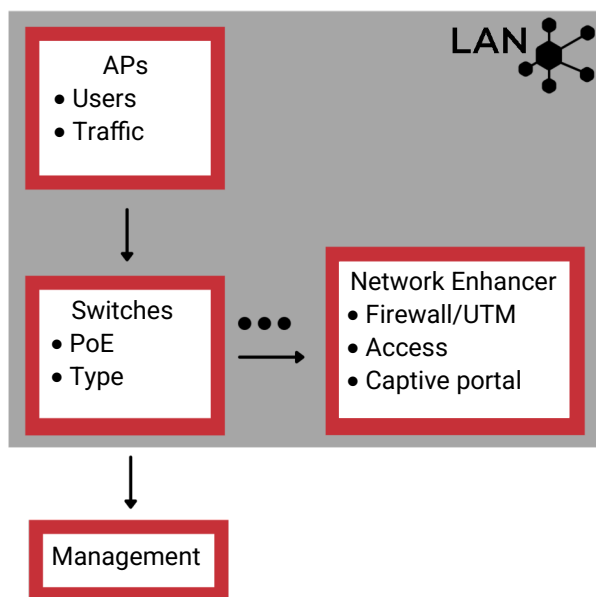 LAN
APs
• Users
• Traffic
Switches
• PoE
• Type
Network Enhancer
• Firewall/UTM
• Access
• Captive portal
Management